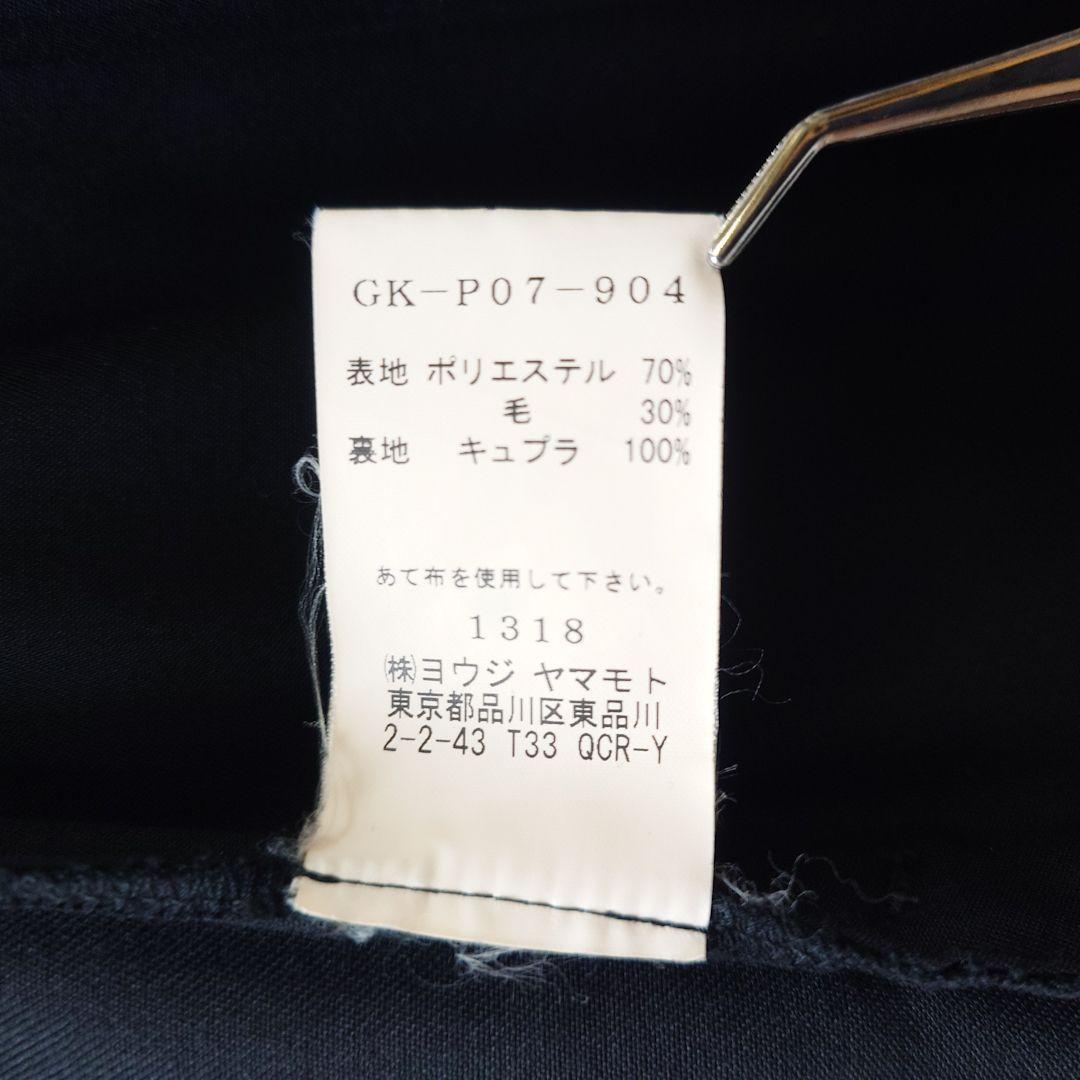 GK-P07-904
表地 ポリエステル 70%
毛 30%
裏地 キュプラ 100%
あて布を使用して下さい。
1318
㈱ヨウジ ヤマモト
東京都品川区東品川
2-2-43 T33 QCR-Y